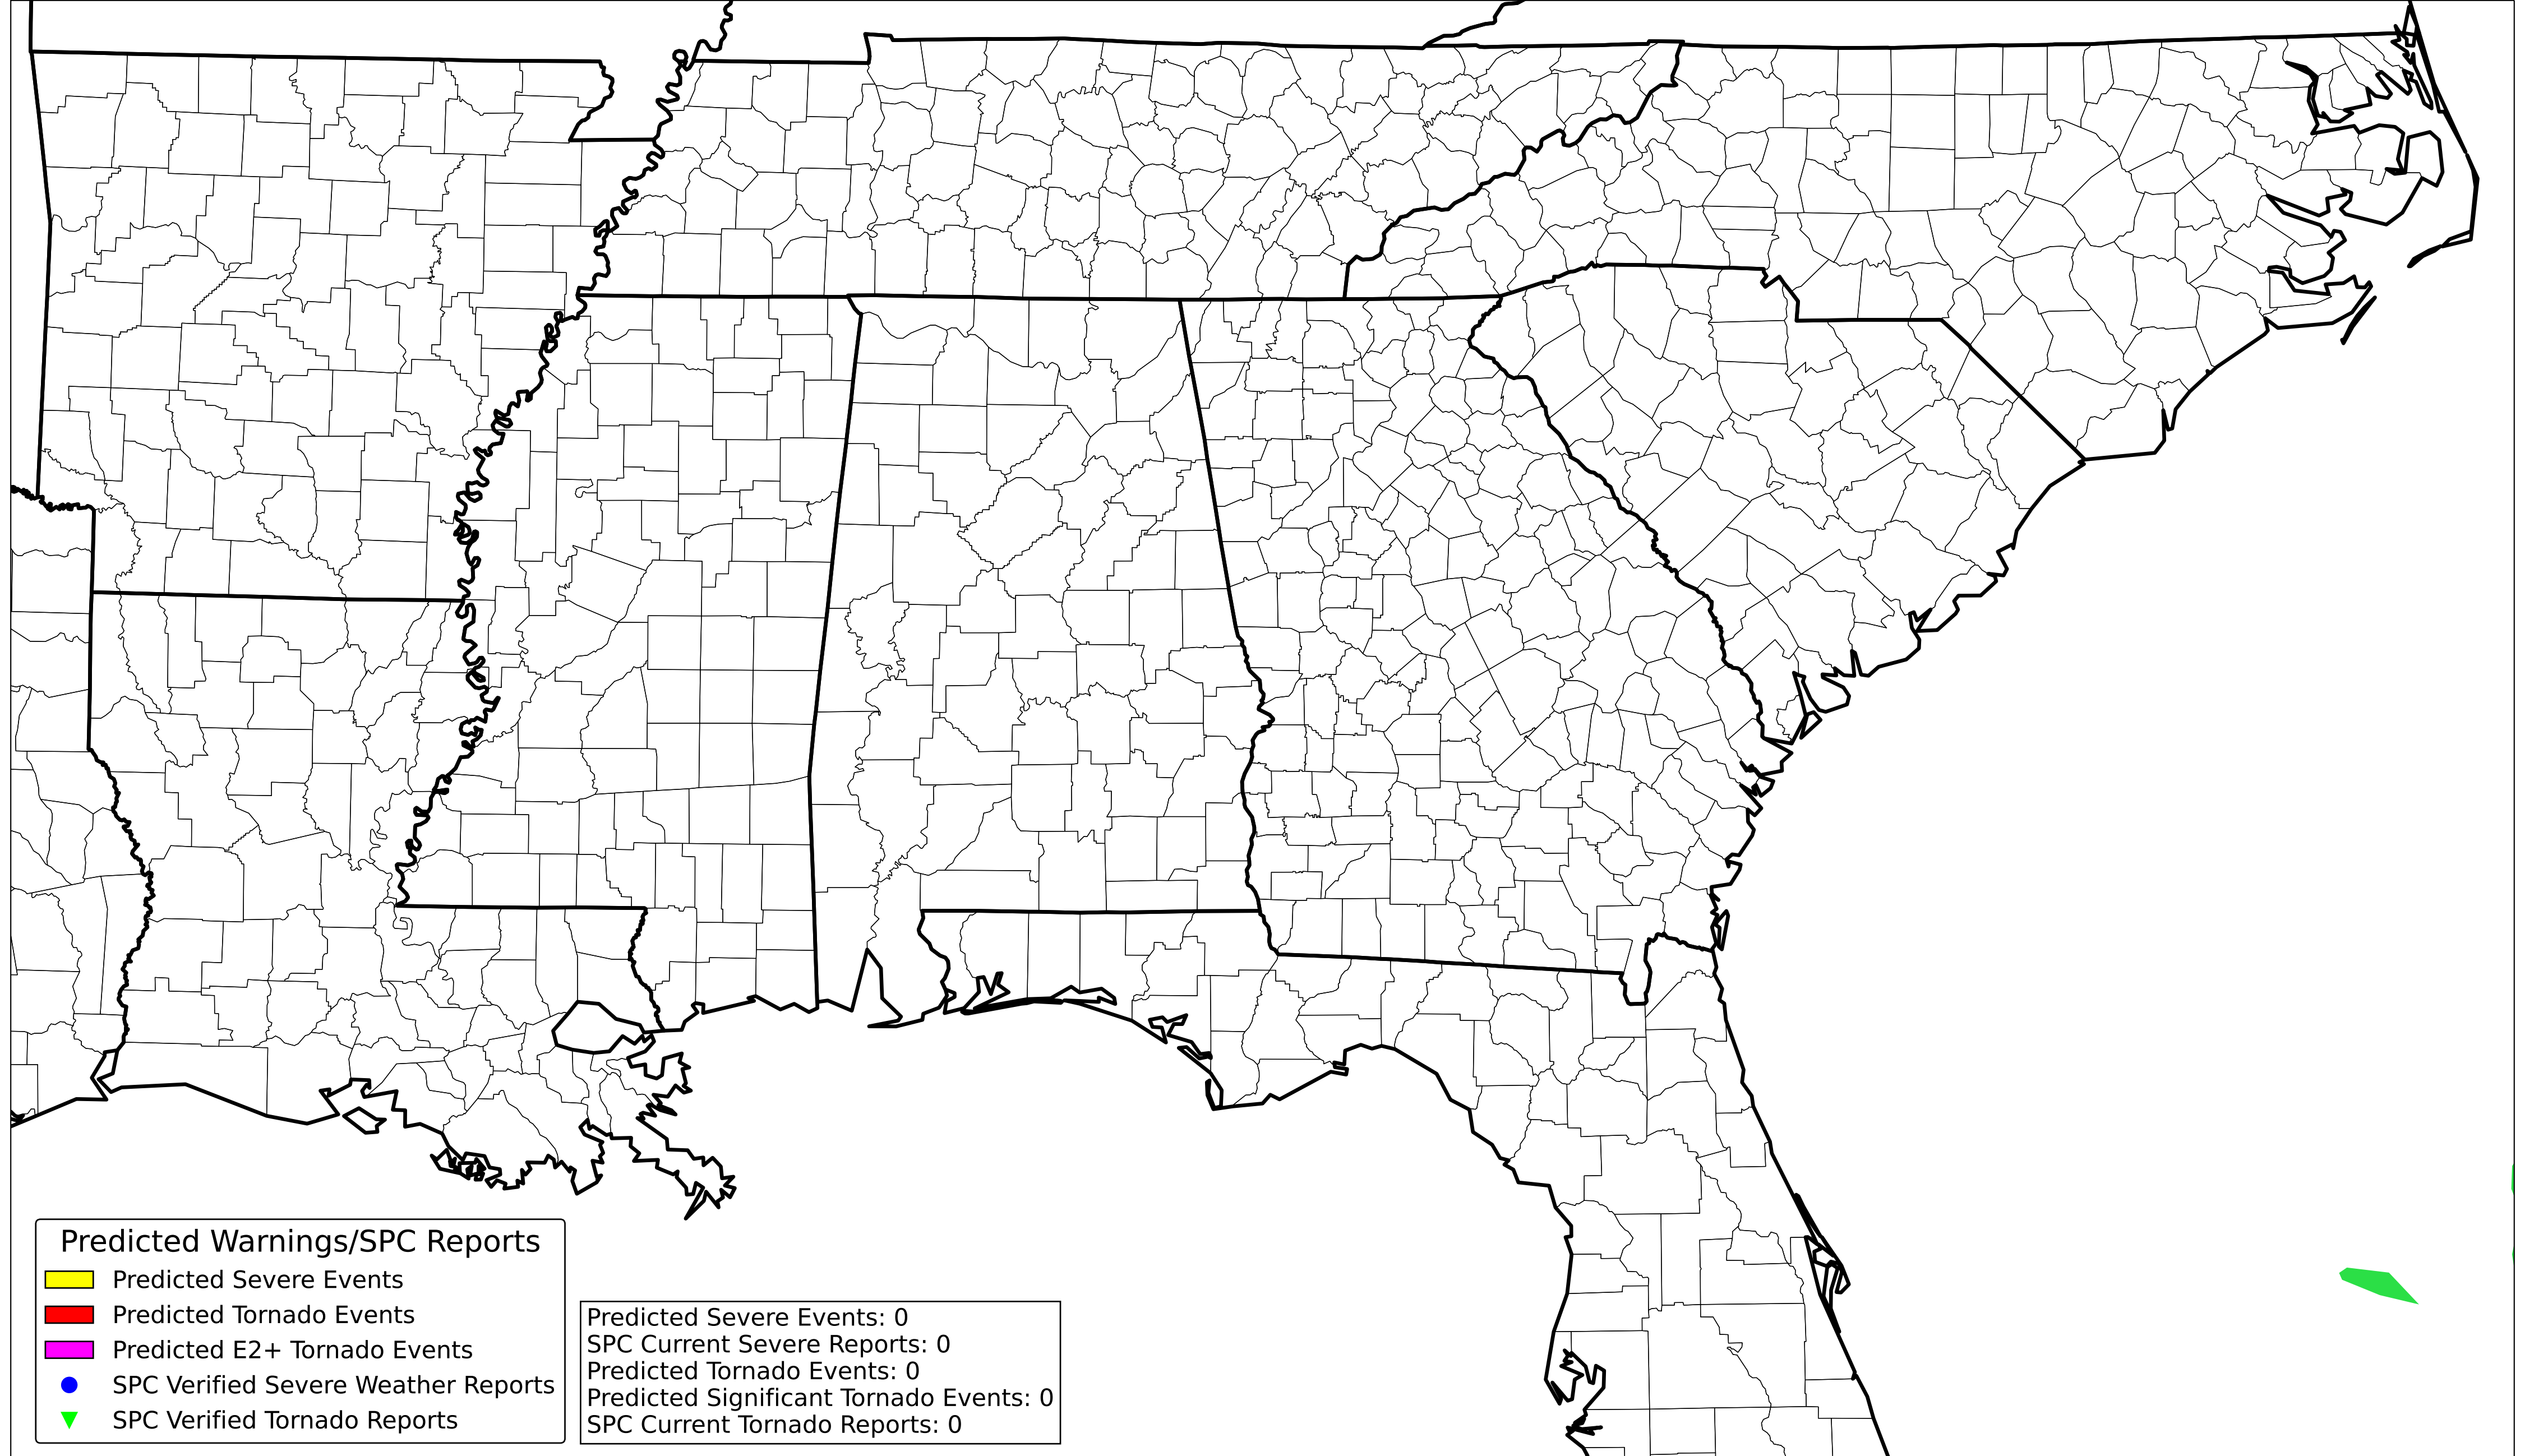 Predicted Warnings/SPC Reports
Predicted Severe Events
Predicted Tornado Events
Predicted E2+ Tornado Events
SPC Verified Severe Weather Reports
SPC Verified Tornado Reports
Predicted Severe Events: 0
SPC Current Severe Reports: 0
Predicted Tornado Events: 0
Predicted Significant Tornado Events: 0
SPC Current Tornado Reports: 0